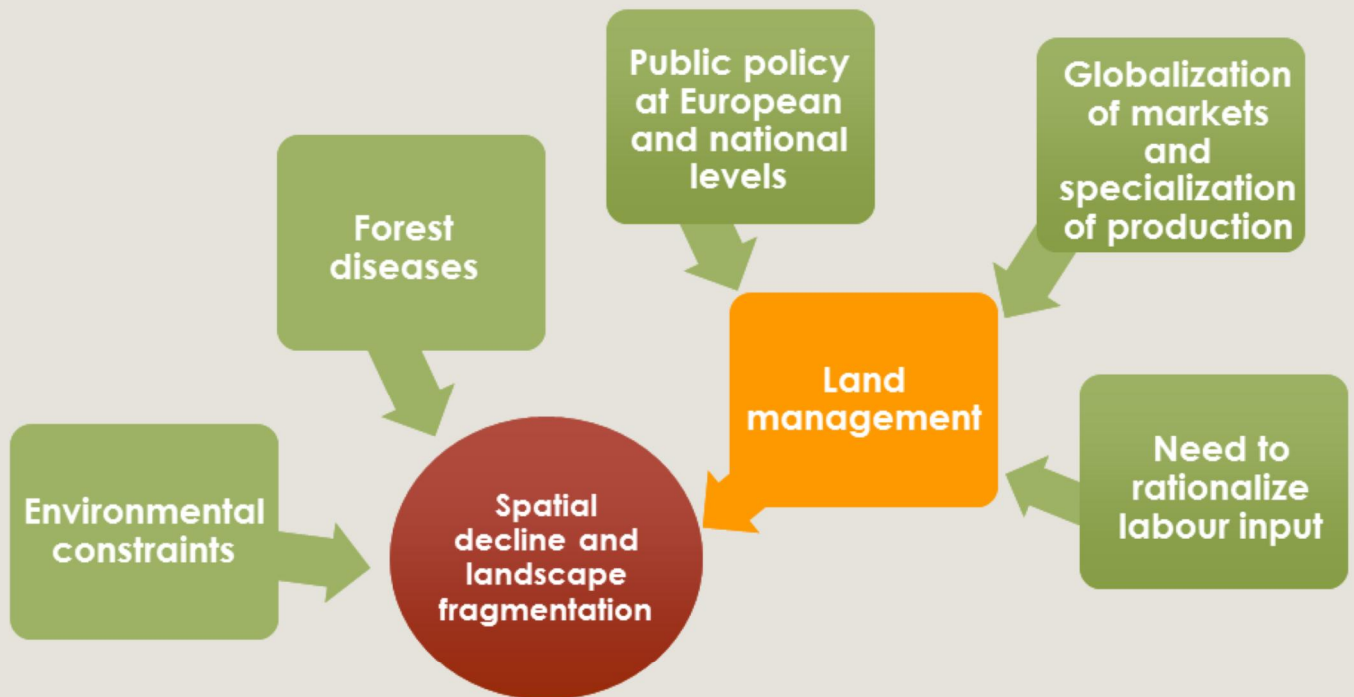 Public policy
at European
and national
levels
Globalization
of markets
and
specialization
of production
Forest
diseases
Land
management
Need to
rationalize
labour input
Environmental
constraints
Spatial
decline and
landscape
fragmentation